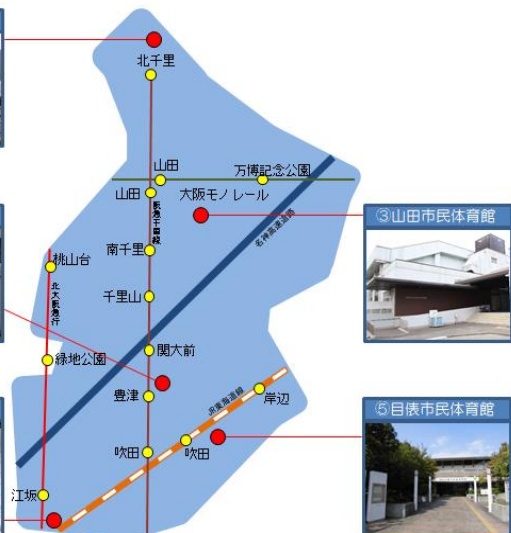 北千里
山田
万博記念公園
山田
大阪モノレール
阪急千里線
名神高速道路
③山田市民体育館
南千里
桃山台
北大阪急行
千里山
緑地公園
関大前
豊津
JR東海道線
岸辺
⑤目俵市民体育館
吹田
吹田
江坂